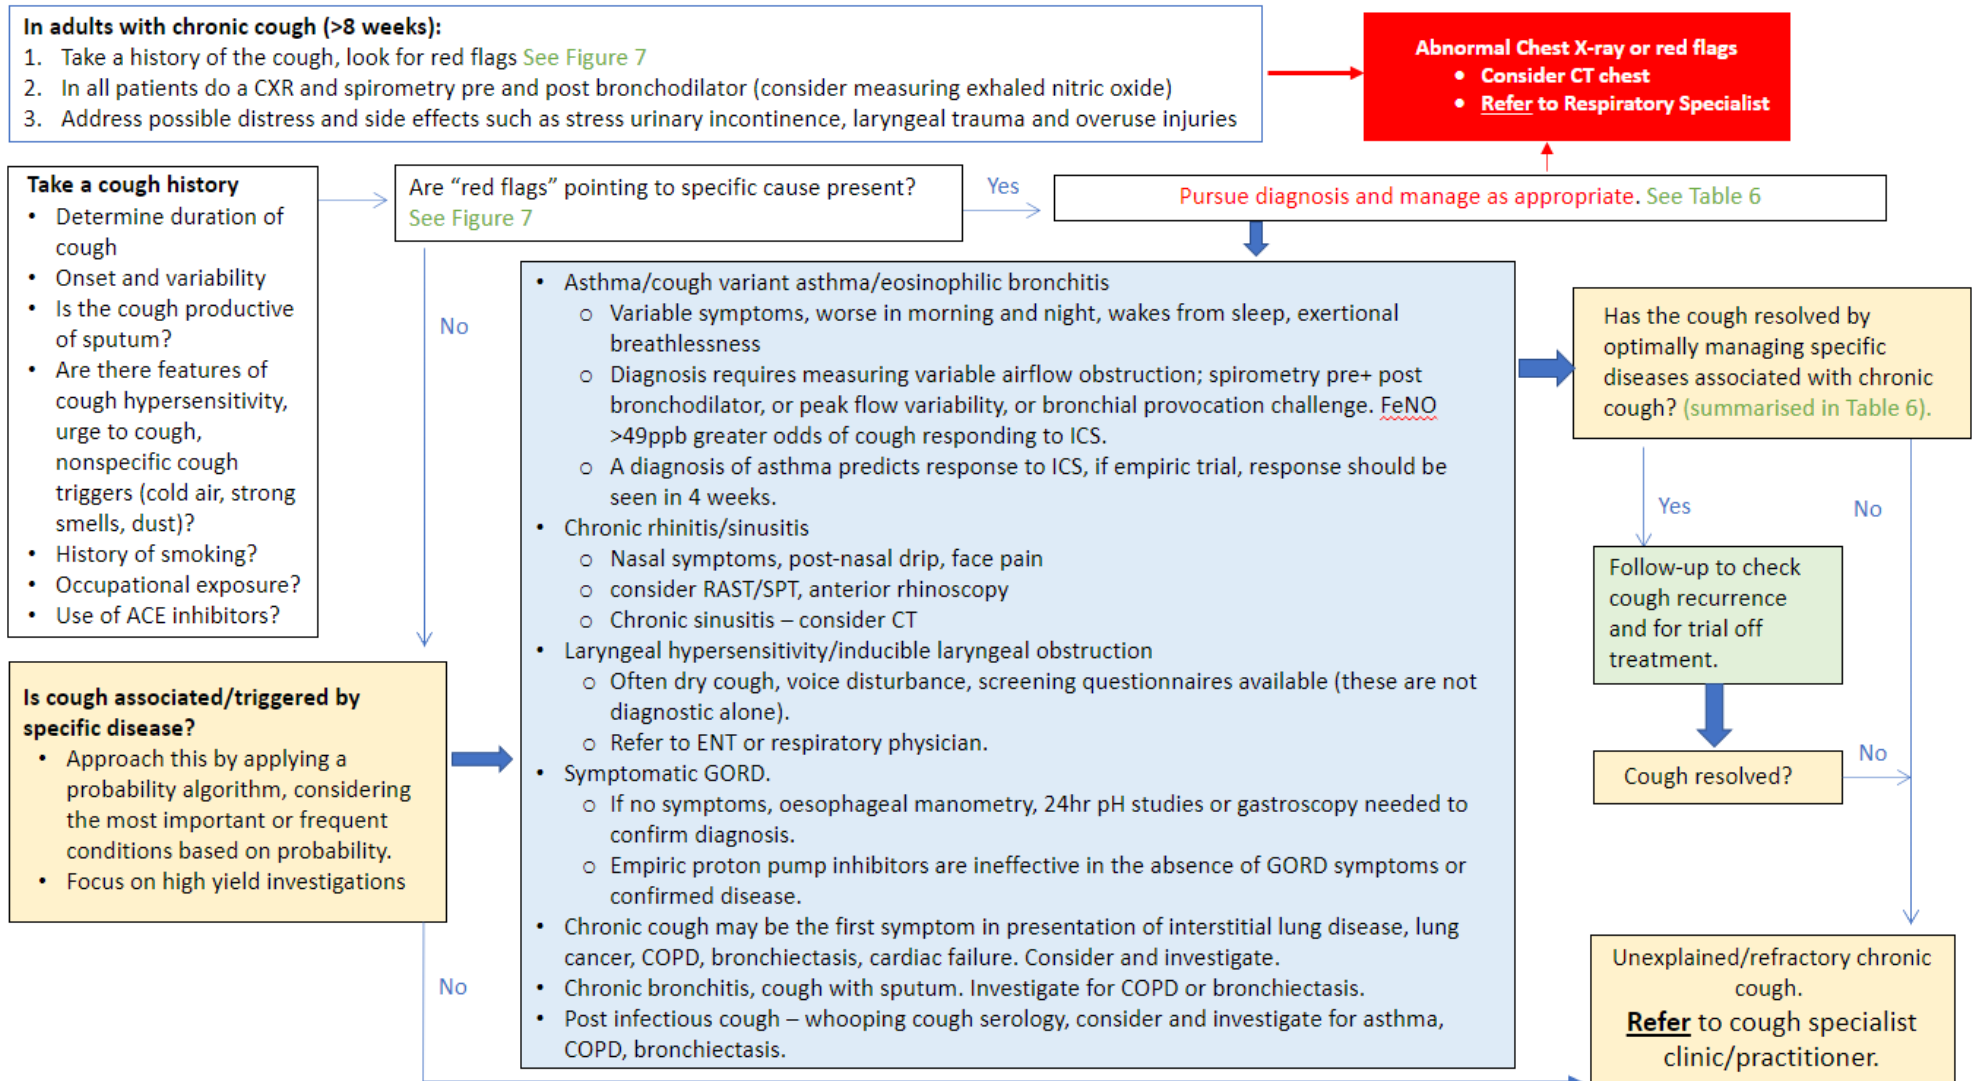 In adults with chronic cough (>8 weeks):
1. Take a history of the cough, look for red flags See Figure 7
2. In all patients do a CXR and spirometry pre and post bronchodilator (consider measuring exhaled nitric oxide)
3. Address possible distress and side effects such as stress urinary incontinence, laryngeal trauma and overuse injuries
Abnormal Chest X-ray or red flags
• Consider CT chest
• Refer to Respiratory Specialist
Take a cough history
• Determine duration of
cough
• Onset and variability
• Is the cough productive
of sputum?
• Are there features of
cough hypersensitivity,
urge to cough,
nonspecific cough
triggers (cold air, strong
smells, dust)?
• History of smoking?
• Occupational exposure?
• Use of ACE inhibitors?
Are “red flags” pointing to specific cause present?
See Figure 7
Yes
Pursue diagnosis and manage as appropriate. See Table 6
No
Is cough associated/triggered by
specific disease?
• Approach this by applying a
probability algorithm, considering
the most important or frequent
conditions based on probability.
• Focus on high yield investigations
No
• Asthma/cough variant asthma/eosinophilic bronchitis
o Variable symptoms, worse in morning and night, wakes from sleep, exertional
breathlessness
o Diagnosis requires measuring variable airflow obstruction; spirometry pre+ post
bronchodilator, or peak flow variability, or bronchial provocation challenge. FeNO
>49ppb greater odds of cough responding to ICS.
o A diagnosis of asthma predicts response to ICS, if empiric trial, response should be
seen in 4 weeks.
• Chronic rhinitis/sinusitis
o Nasal symptoms, post-nasal drip, face pain
o consider RAST/SPT, anterior rhinoscopy
o Chronic sinusitis – consider CT
• Laryngeal hypersensitivity/inducible laryngeal obstruction
o Often dry cough, voice disturbance, screening questionnaires available (these are not
diagnostic alone).
o Refer to ENT or respiratory physician.
• Symptomatic GORD.
o If no symptoms, oesophageal manometry, 24hr pH studies or gastroscopy needed to
confirm diagnosis.
o Empiric proton pump inhibitors are ineffective in the absence of GORD symptoms or
confirmed disease.
• Chronic cough may be the first symptom in presentation of interstitial lung disease, lung
cancer, COPD, bronchiectasis, cardiac failure. Consider and investigate.
• Chronic bronchitis, cough with sputum. Investigate for COPD or bronchiectasis.
• Post infectious cough – whooping cough serology, consider and investigate for asthma,
COPD, bronchiectasis.
Has the cough resolved by
optimally managing specific
diseases associated with chronic
cough? (summarised in Table 6).
Yes
No
Follow-up to check
cough recurrence
and for trial off
treatment.
Cough resolved?
No
Unexplained/refractory chronic
cough.
Refer to cough specialist
clinic/practitioner.